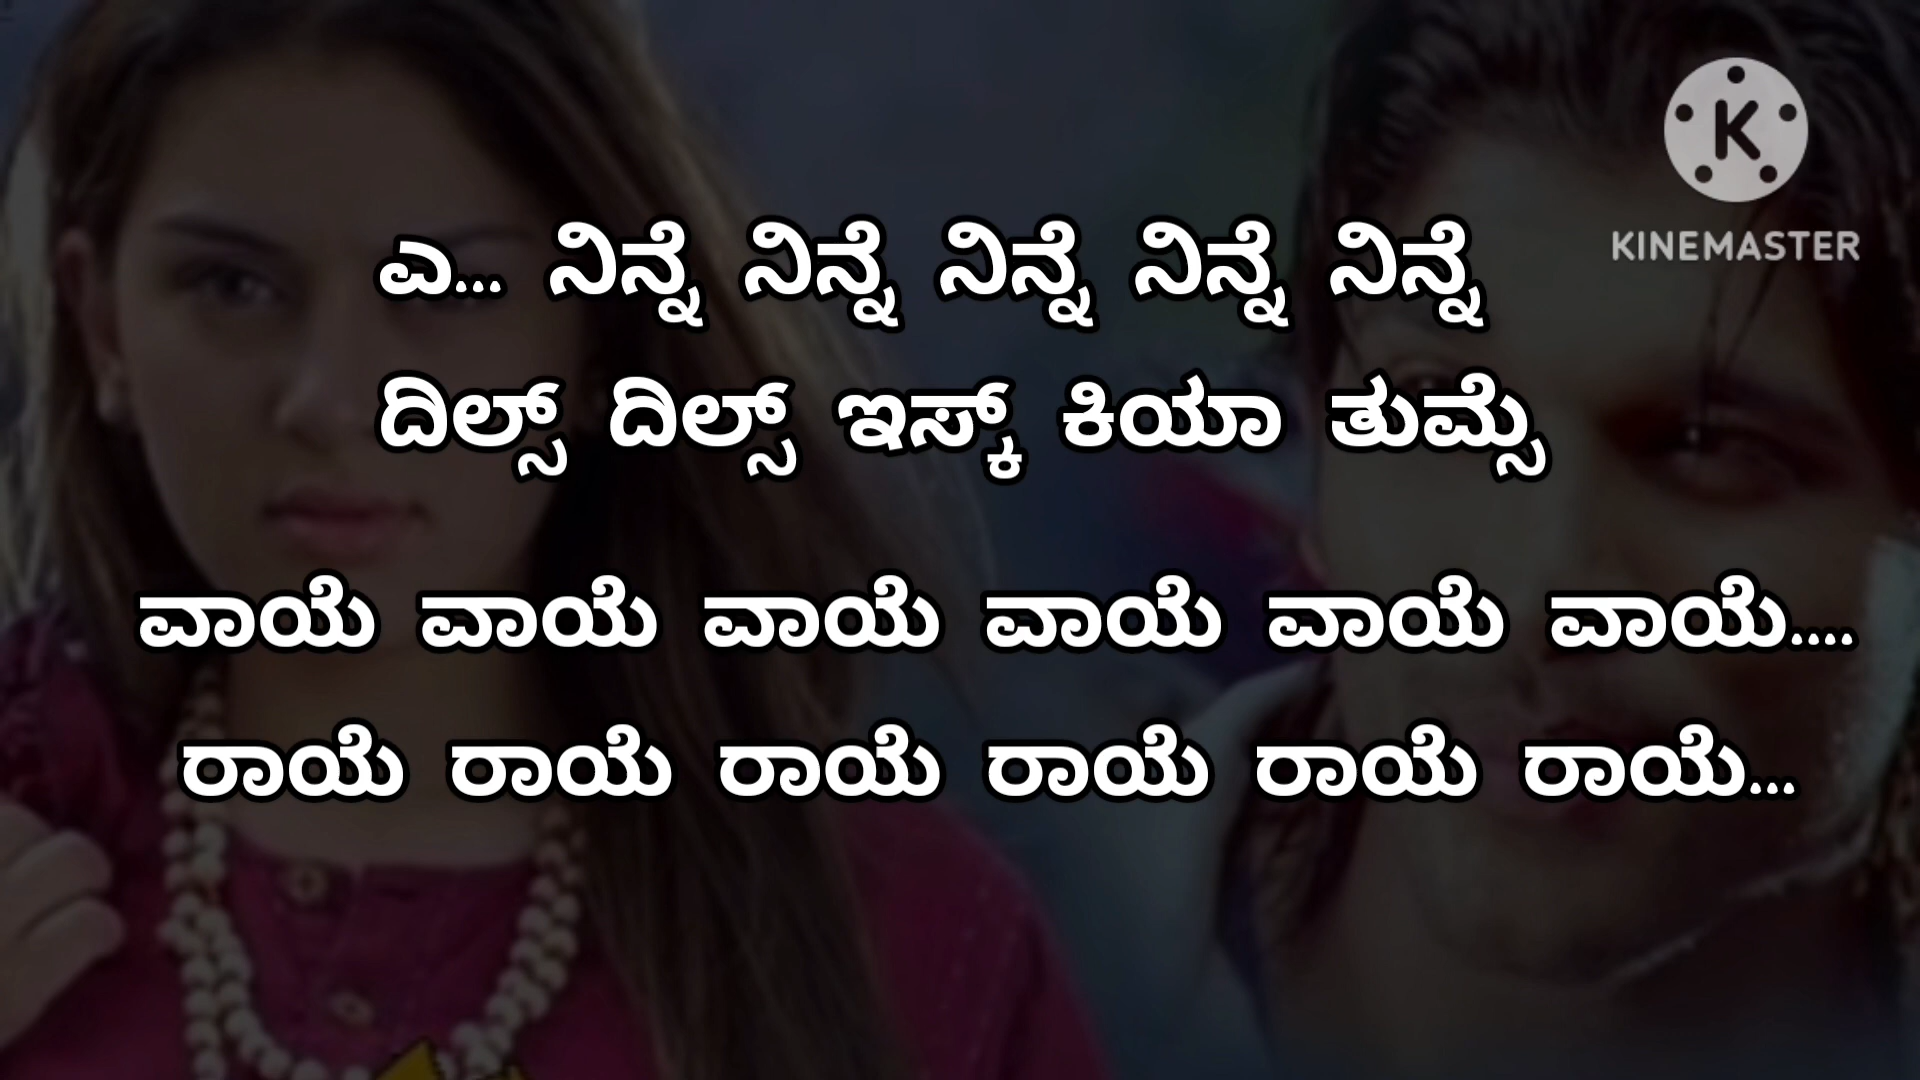 KINEMASTER
ಎ... ನಿನ್ನೆ ನಿನ್ನೆ ನಿನ್ನೆ ನಿನ್ನೆ ನಿನ್ನೆ
ದಿಲ್ಸ್ ದಿಲ್ಸ್ ಇಸ್ಕ್ ಕಿಯಾ ತುಮ್ಸೆ
ವಾಯೆ ವಾಯೆ ವಾಯೆ ವಾಯೆ ವಾಯೆ ವಾಯೆ....
ರಾಯೆ ರಾಯೆ ರಾಯೆ ರಾಯೆ ರಾಯೆ ರಾಯೆ...